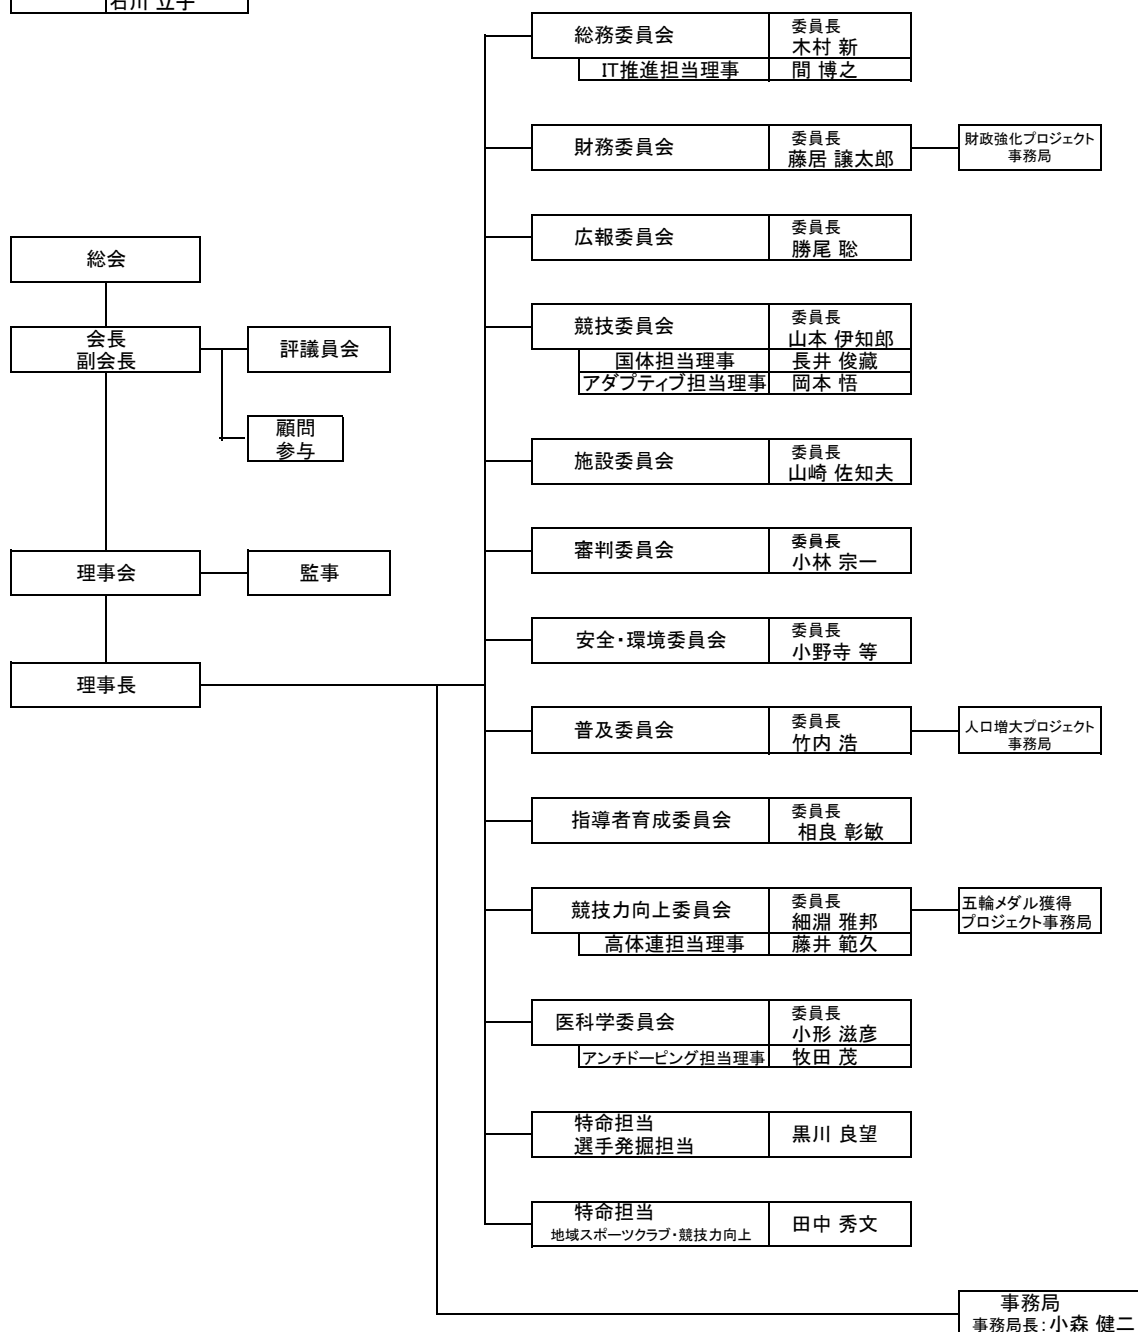 石川 立子
総務委員会
委員長
木村 新
IT推進担当理事
間 博之
財務委員会
委員長
藤居 譲太郎
財政強化プロジェクト
事務局
広報委員会
委員長
勝尾 聡
総会
会長
副会長
評議員会
顧問
参与
理事会
監事
理事長
競技委員会
委員長
山本 伊知郎
国体担当理事
長井 俊藏
アダプティブ担当理事
岡本 悟
施設委員会
委員長
山崎 佐知夫
審判委員会
委員長
小林 宗一
安全・環境委員会
委員長
小野寺 等
普及委員会
委員長
竹内 浩
人口増大プロジェクト
事務局
指導者育成委員会
委員長
相良 彰敏
競技力向上委員会
委員長
細淵 雅邦
五輪メダル獲得
プロジェクト事務局
高体連担当理事
藤井 範久
医科学委員会
委員長
小形 滋彦
アンチドーピング担当理事
牧田 茂
特命担当
選手発掘担当
黒川 良望
特命担当
地域スポーツクラブ・競技力向上
田中 秀文
事務局
事務局長：小森 健二